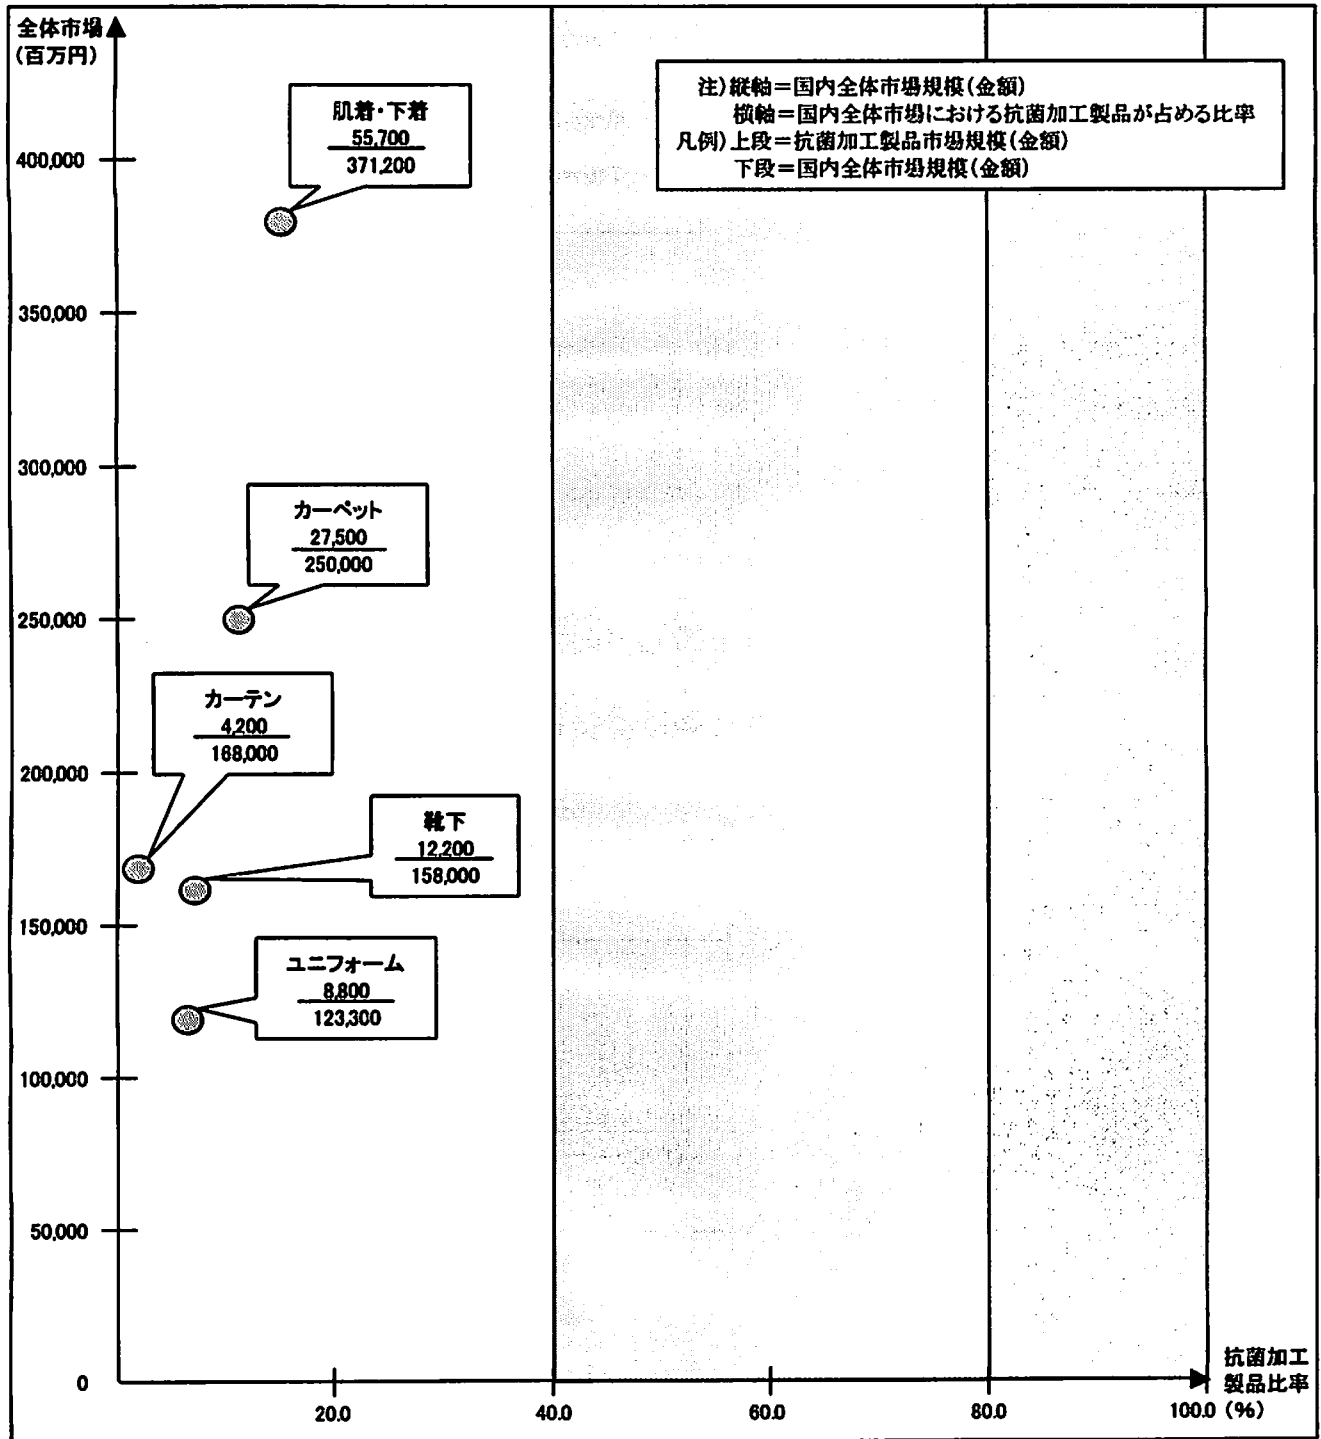 全体市場
(百万円)
注)縦軸=国内全体市場規模(金額)
横軸=国内全体市場における抗菌加工製品が占める比率
凡例)上段=抗菌加工製品市場規模(金額)
下段=国内全体市場規模(金額)
肌着・下着
55,700
371,200
400,000
350,000
300,000
カーペット
27,500
250,000
250,000
カーテン
4,200
168,000
200,000
靴下
12,200
158,000
150,000
ユニフォーム
8,800
123,300
100,000
50,000
0
20.0
40.0
60.0
80.0
100.0
抗菌加工
製品比率
(%)